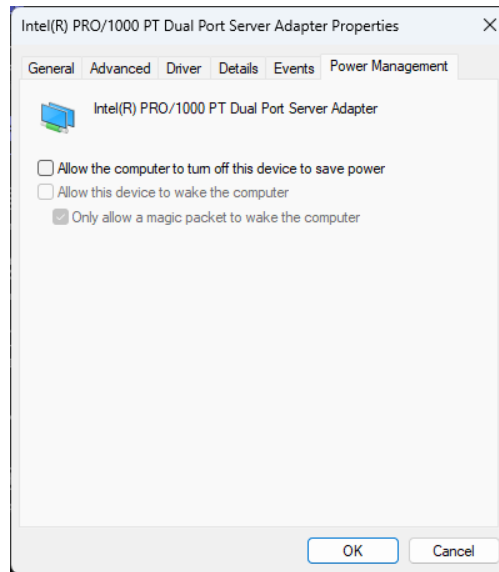 Intel(R) PRO/1000 PT Dual Port Server Adapter Properties
General Advanced Driver Details Events Power Management
Intel(R) PRO/1000 PT Dual Port Server Adapter
Allow the computer to turn off this device to save power
Allow this device to wake the computer
Only allow a magic packet to wake the computer
OK Cancel